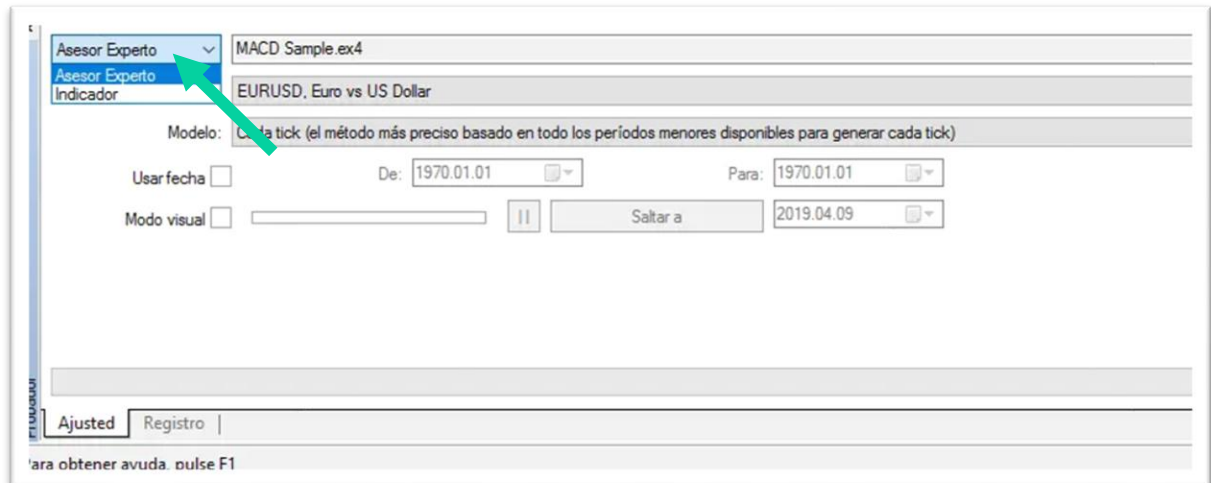 Asesor Experto MACD Sample.ex4
Asesor Experto
Indicador EURUSD, Euro vs US Dollar
Modelo: Cada tick (el método más preciso basado en todo los períodos menores disponibles para generar cada tick)
Usar fecha De: 1970.01.01 Para: 1970.01.01
Modo visual Saltar a 2019.04.09
Probador
Ajusted Registro
Para obtener ayuda, pulse F1